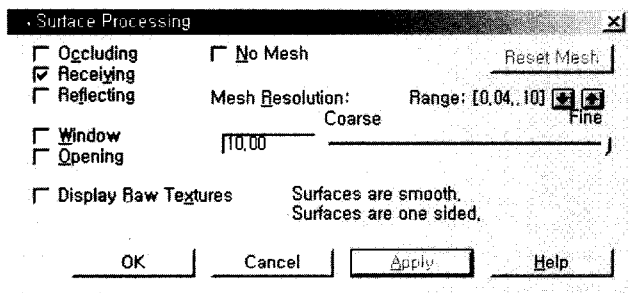 Surface Processing
Occluding
No Mesh
Reset Mesh
Receiving
Reflecting
Mesh Resolution:
Range: [0,04,,10]
Coarse
Fine
Window
10,00
Opening
Display Raw Textures
Surfaces are smooth,
Surfaces are one sided,
OK
Cancel
Apply
Help